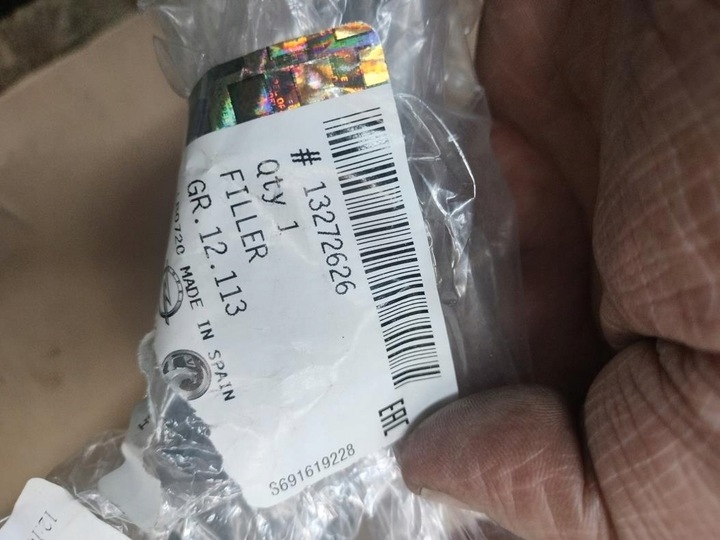 # 13272626
Qty 1
FILLER
GR.12.113
MADE IN SPAIN
EAC
S691619228